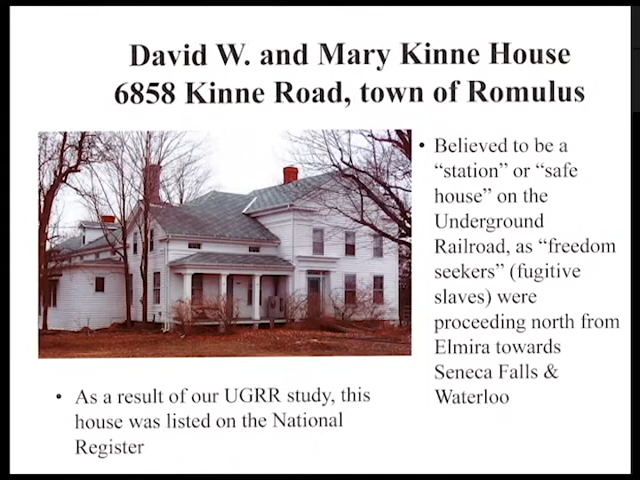 David W. and Mary Kinne House
6858 Kinne Road, town of Romulus
• Believed to be a
“station” or “safe
house” on the
Underground
Railroad, as “freedom
seekers” (fugitive
slaves) were
proceeding north from
Elmira towards
Seneca Falls &
Waterloo
• As a result of our UGRR study, this
house was listed on the National
Register